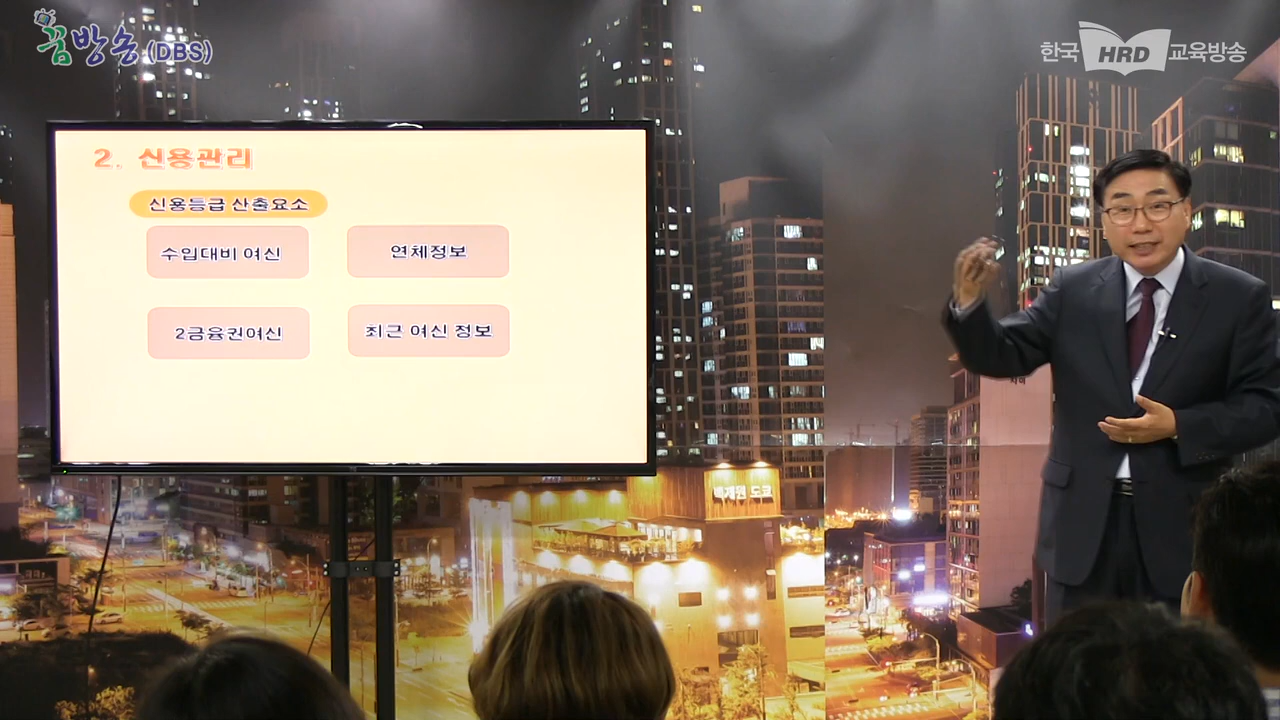 꿈방송(DBS)
한국 HRD 교육방송
2. 신용관리
신용등급 산출요소
수입대비 여신
연체정보
2금융권여신
최근 여신 정보